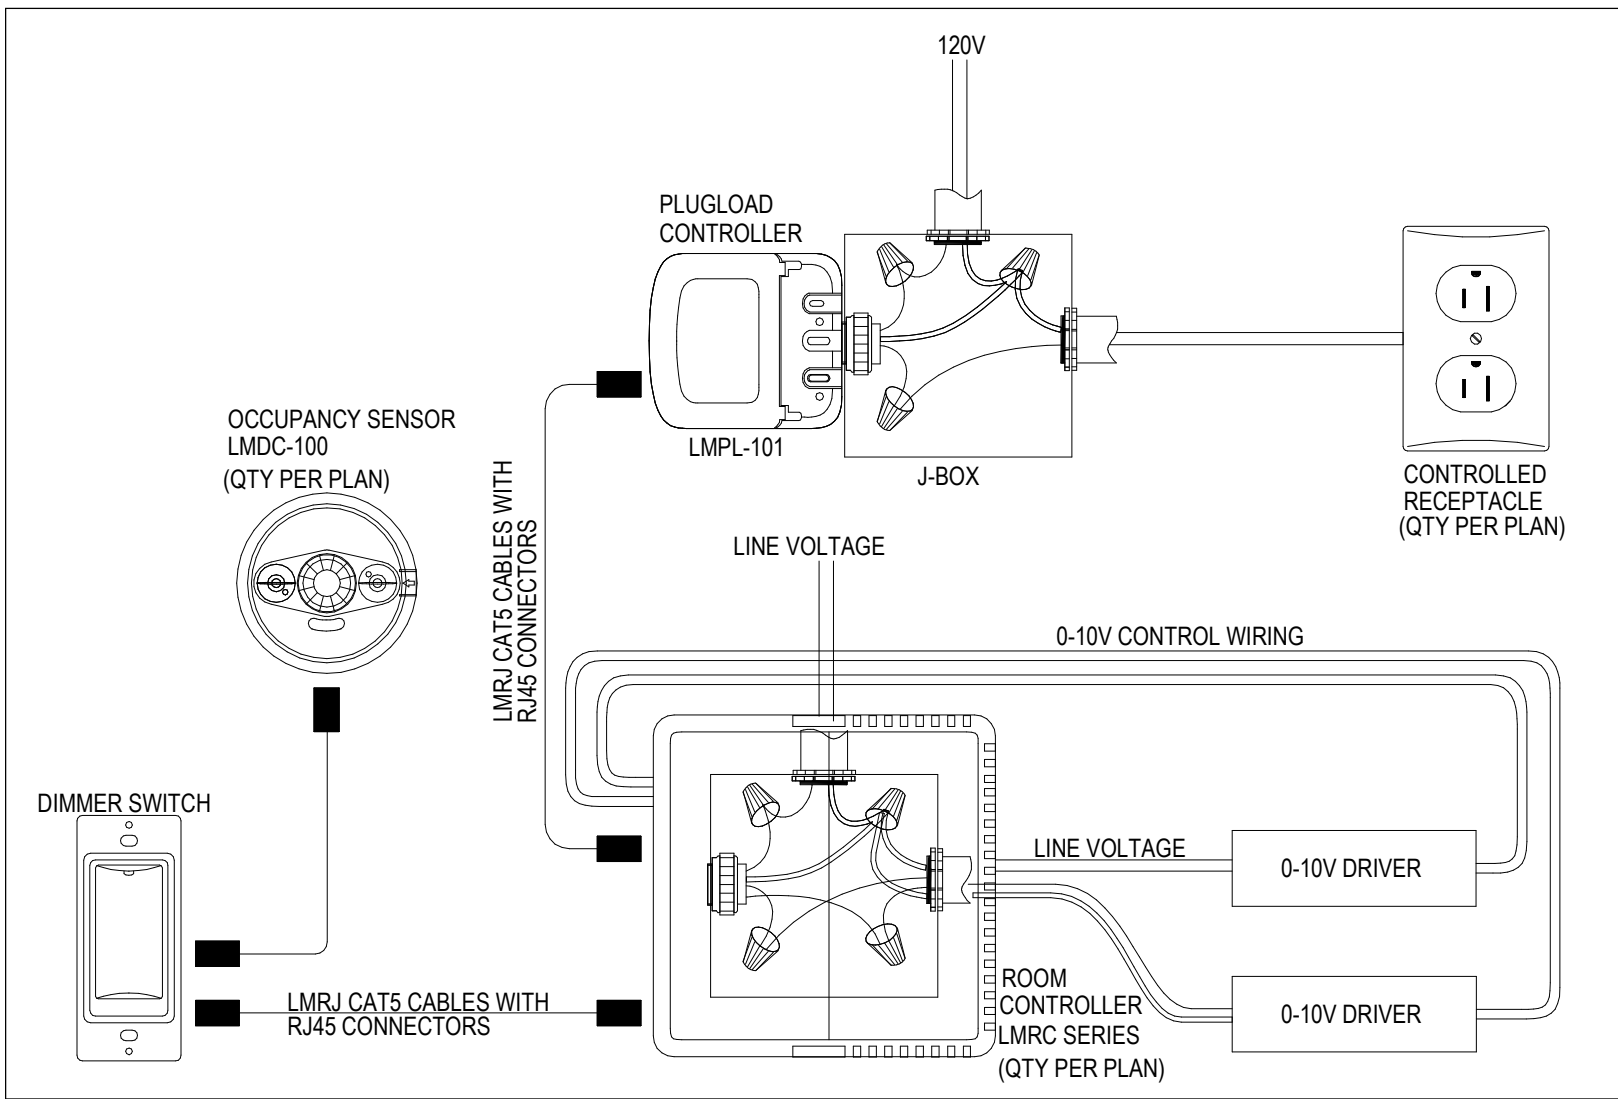 120V
PLUGLOAD
CONTROLLER
LMPL-101
J-BOX
CONTROLLED
RECEPTACLE
(QTY PER PLAN)
OCCUPANCY SENSOR
LMDC-100
(QTY PER PLAN)
LMRJ CAT5 CABLES WITH
RJ45 CONNECTORS
LINE VOLTAGE
0-10V CONTROL WIRING
DIMMER SWITCH
LINE VOLTAGE
0-10V DRIVER
ROOM
CONTROLLER
LMRC SERIES
(QTY PER PLAN)
0-10V DRIVER
LMRJ CAT5 CABLES WITH
RJ45 CONNECTORS